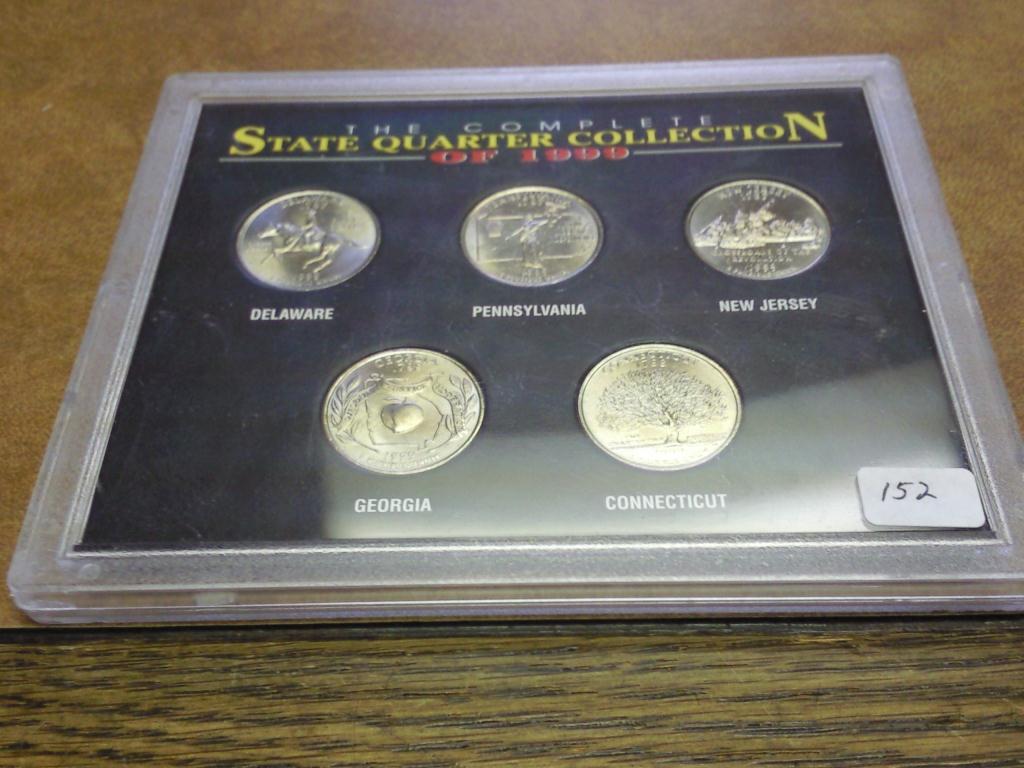 THE COMPLETE
STATE QUARTER COLLECTION
OF 1999
DELAWARE
PENNSYLVANIA
NEW JERSEY
GEORGIA
CONNECTICUT
152